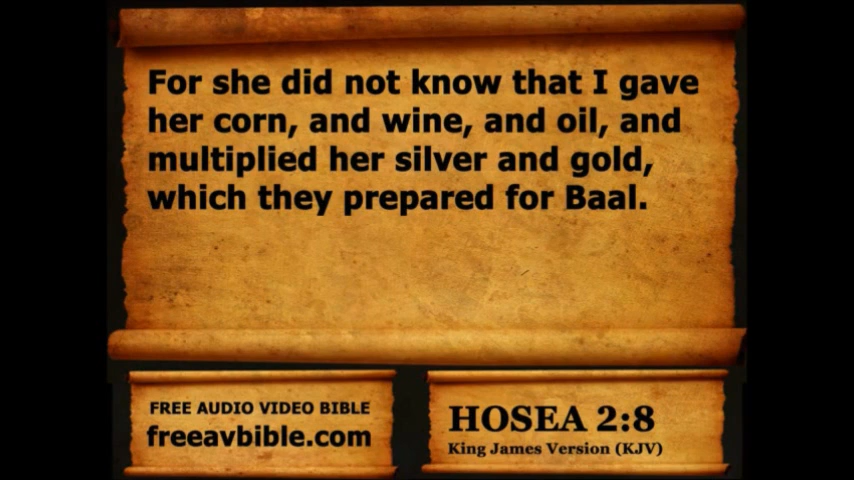 For she did not know that I gave
her corn, and wine, and oil, and
multiplied her silver and gold,
which they prepared for Baal.
FREE AUDIO VIDEO BIBLE
freeavbible.com
HOSEA 2:8
King James Version (KJV)